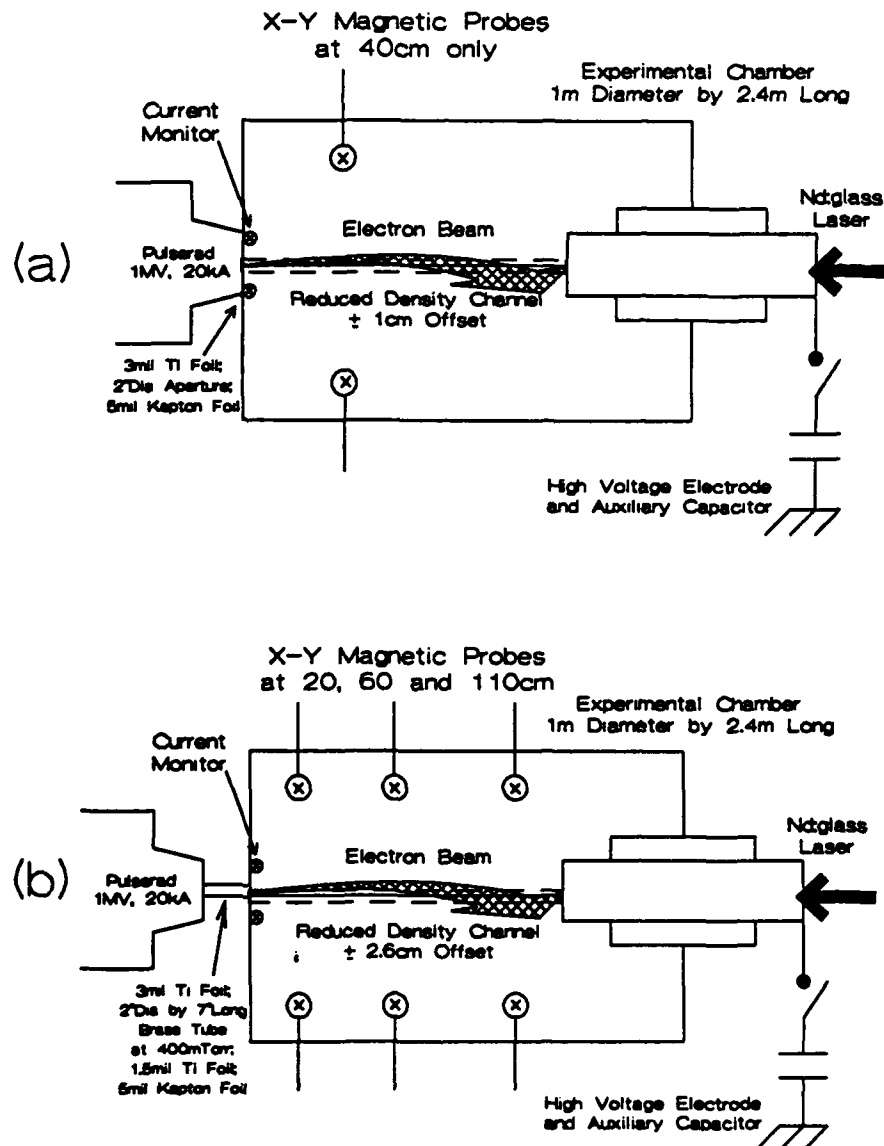 X-Y Magnetic Probes
at 40cm only
Experimental Chamber
1m Diameter by 2.4m Long
Current
Monitor
Nd:glass
Laser
(a)
Pulserad
1MV, 20kA
Electron Beam
Reduced Density Channel
± 1cm Offset
3mil Ti Foil;
2"Dia Aperture;
5mil Kapton Foil
High Voltage Electrode
and Auxiliary Capacitor
X-Y Magnetic Probes
at 20, 60 and 110cm
Experimental Chamber
1m Diameter by 2.4m Long
Current
Monitor
Nd:glass
Laser
(b)
Pulserad
1MV, 20kA
Electron Beam
Reduced Density Channel
± 2.6cm Offset
3mil Ti Foil;
2"Dia by 7"Long
Brass Tube
at 400mTorr;
1.5mil Ti Foil;
5mil Kapton Foil
High Voltage Electrode
and Auxiliary Capacitor